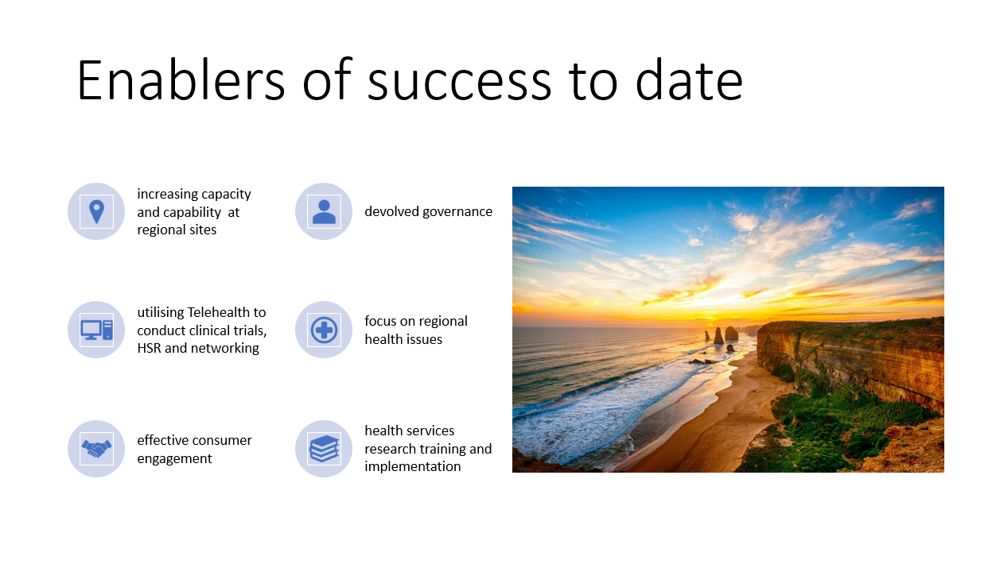 Enablers of success to date
increasing capacity
and capability  at
regional sites
devolved governance
utilising Telehealth to
conduct clinical trials,
HSR and networking
focus on regional
health issues
effective consumer
engagement
health services
research training and
implementation